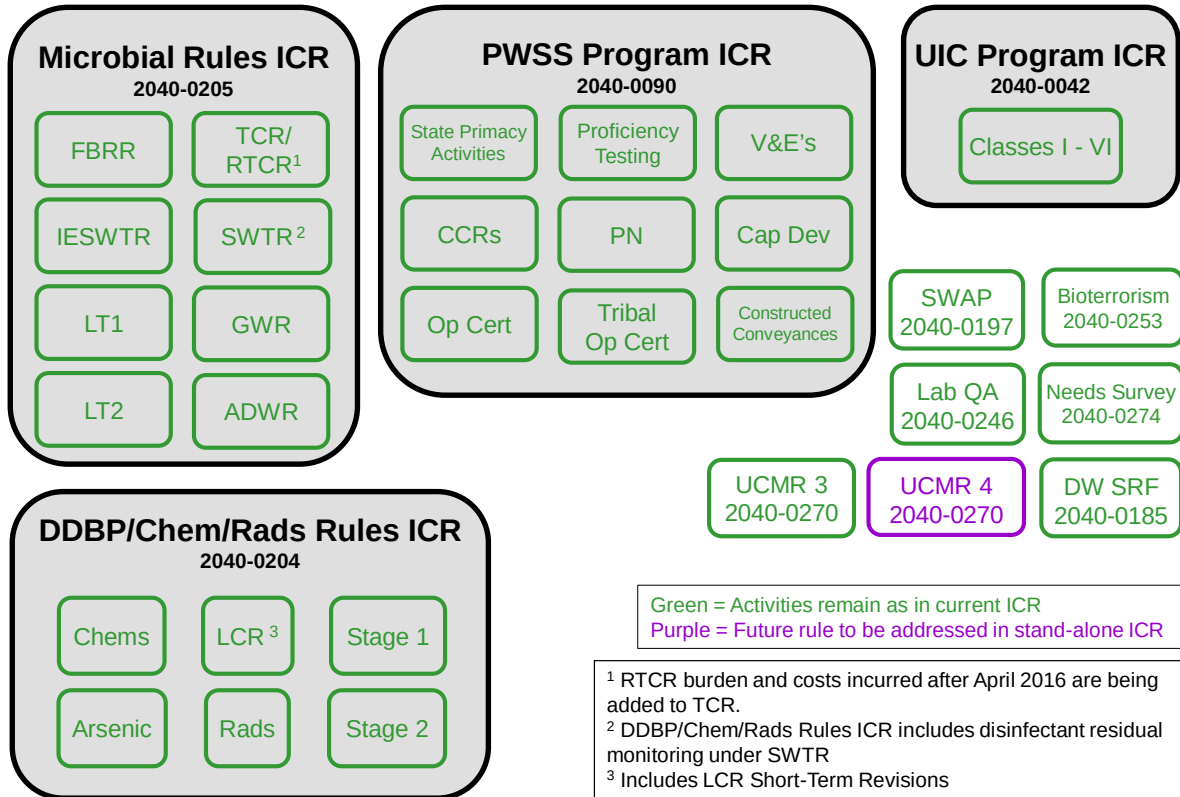 Microbial Rules ICR
2040-0205
FBRR
TCR/
RTCR¹
IESWTR
SWTR ²
LT1
GWR
LT2
ADWR
PWSS Program ICR
2040-0090
State Primacy
Activities
Proficiency
Testing
V&E's
CCRs
PN
Cap Dev
Op Cert
Tribal
Op Cert
Constructed
Conveyances
UIC Program ICR
2040-0042
Classes I - VI
SWAP
2040-0197
Bioterrorism
2040-0253
Lab QA
2040-0246
Needs Survey
2040-0274
UCMR 3
2040-0270
UCMR 4
2040-0270
DW SRF
2040-0185
DDBP/Chem/Rads Rules ICR
2040-0204
Chems
LCR ³
Stage 1
Arsenic
Rads
Stage 2
Green = Activities remain as in current ICR
Purple = Future rule to be addressed in stand-alone ICR
¹ RTCR burden and costs incurred after April 2016 are being
added to TCR.
² DDBP/Chem/Rads Rules ICR includes disinfectant residual
monitoring under SWTR
³ Includes LCR Short-Term Revisions